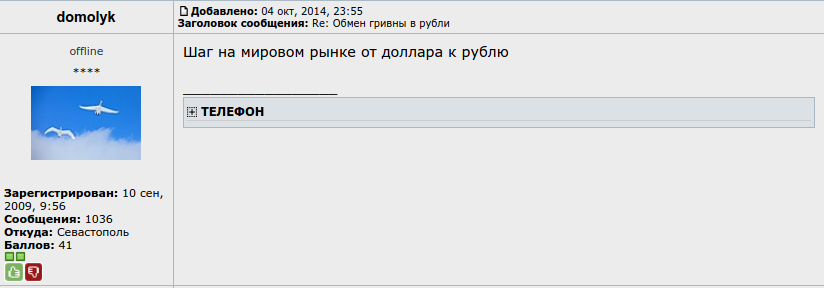 domolyk
Добавлено: 04 окт, 2014, 23:55
Заголовок сообщения: Re: Обмен гривны в рубли
offline
****
Шаг на мировом рынке от доллара к рублю
_________________
ТЕЛЕФОН
Зарегистрирован: 10 сен,
2009, 9:56
Сообщения: 1036
Откуда: Севастополь
Баллов: 41